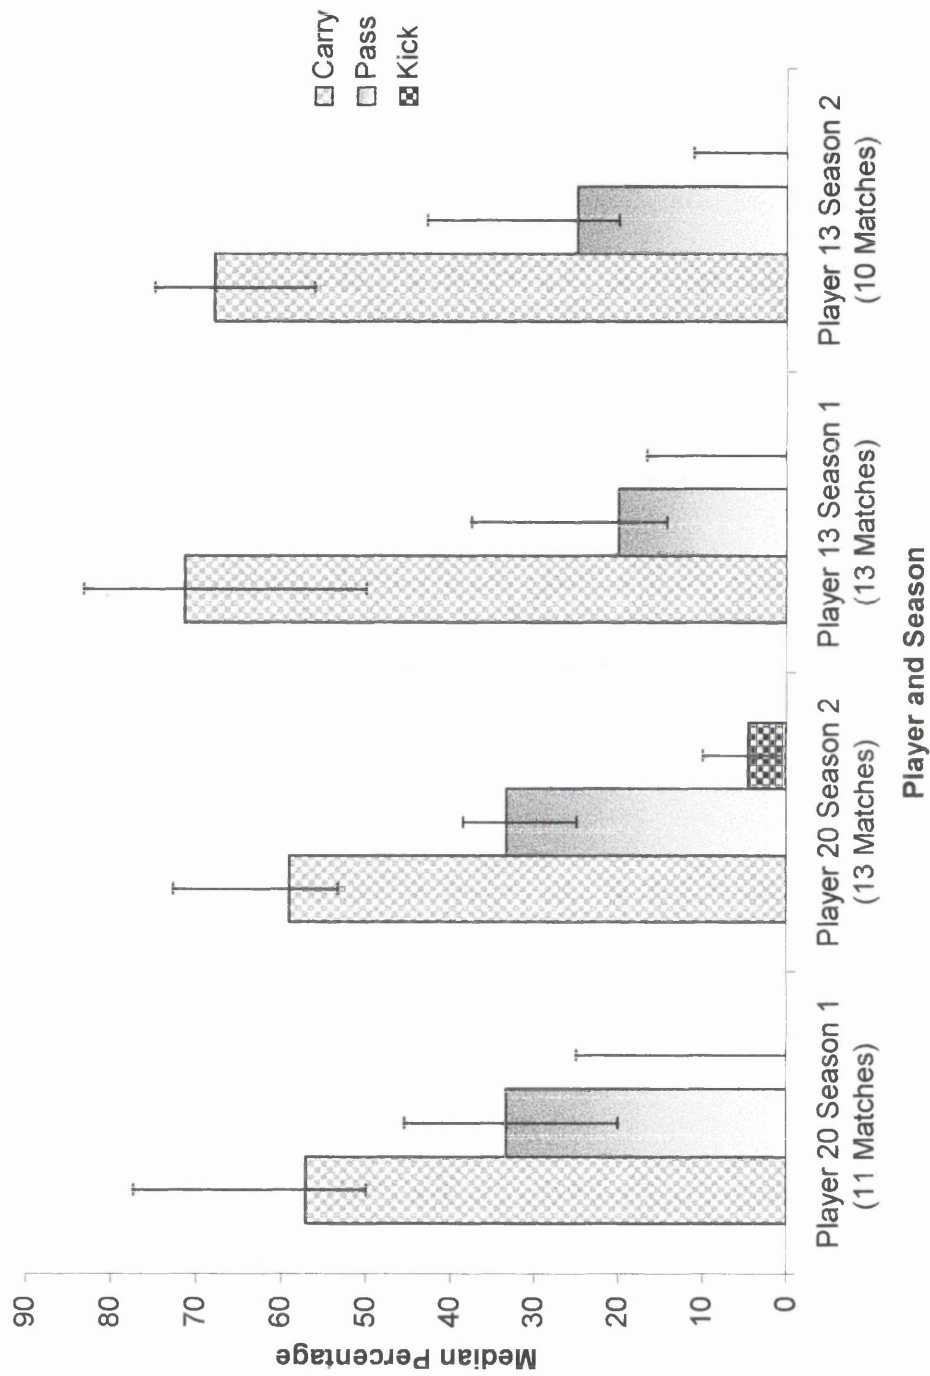 Median Percentage
90
80
70
60
50
40
30
20
10
0
Carry
Pass
Kick
Player 20 Season 1
(11 Matches)
Player 20 Season 2
(13 Matches)
Player 13 Season 1
(13 Matches)
Player 13 Season 2
(10 Matches)
Player and Season